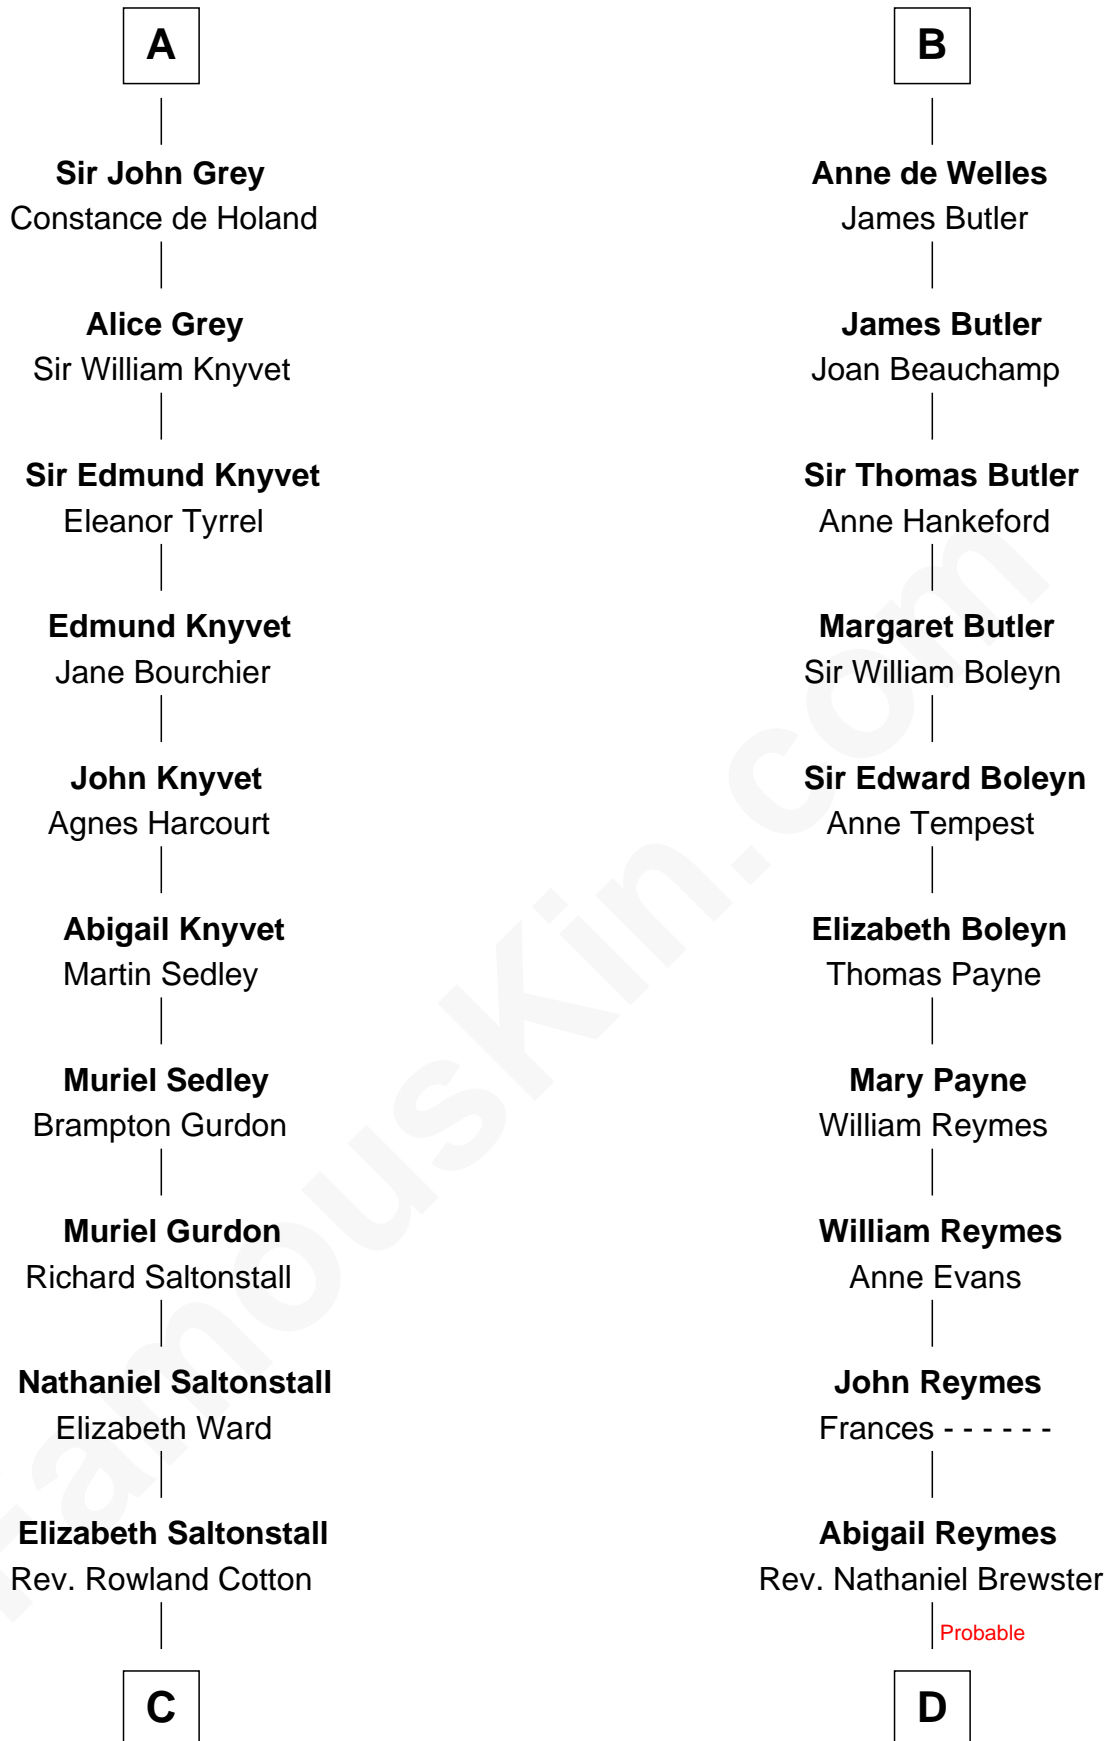 A
Sir John Grey
Constance de Holand
Alice Grey
Sir William Knyvet
Sir Edmund Knyvet
Eleanor Tyrrel
Edmund Knyvet
Jane Bourchier
John Knyvet
Agnes Harcourt
Abigail Knyvet
Martin Sedley
Muriel Sedley
Brampton Gurdon
Muriel Gurdon
Richard Saltonstall
Nathaniel Saltonstall
Elizabeth Ward
Elizabeth Saltonstall
Rev. Rowland Cotton
C
B
Anne de Welles
James Butler
James Butler
Joan Beauchamp
Sir Thomas Butler
Anne Hankeford
Margaret Butler
Sir William Boleyn
Sir Edward Boleyn
Anne Tempest
Elizabeth Boleyn
Thomas Payne
Mary Payne
William Reymes
William Reymes
Anne Evans
John Reymes
Frances - - - - - -
Abigail Reymes
Rev. Nathaniel Brewster
Probable
D
FamousKin.com